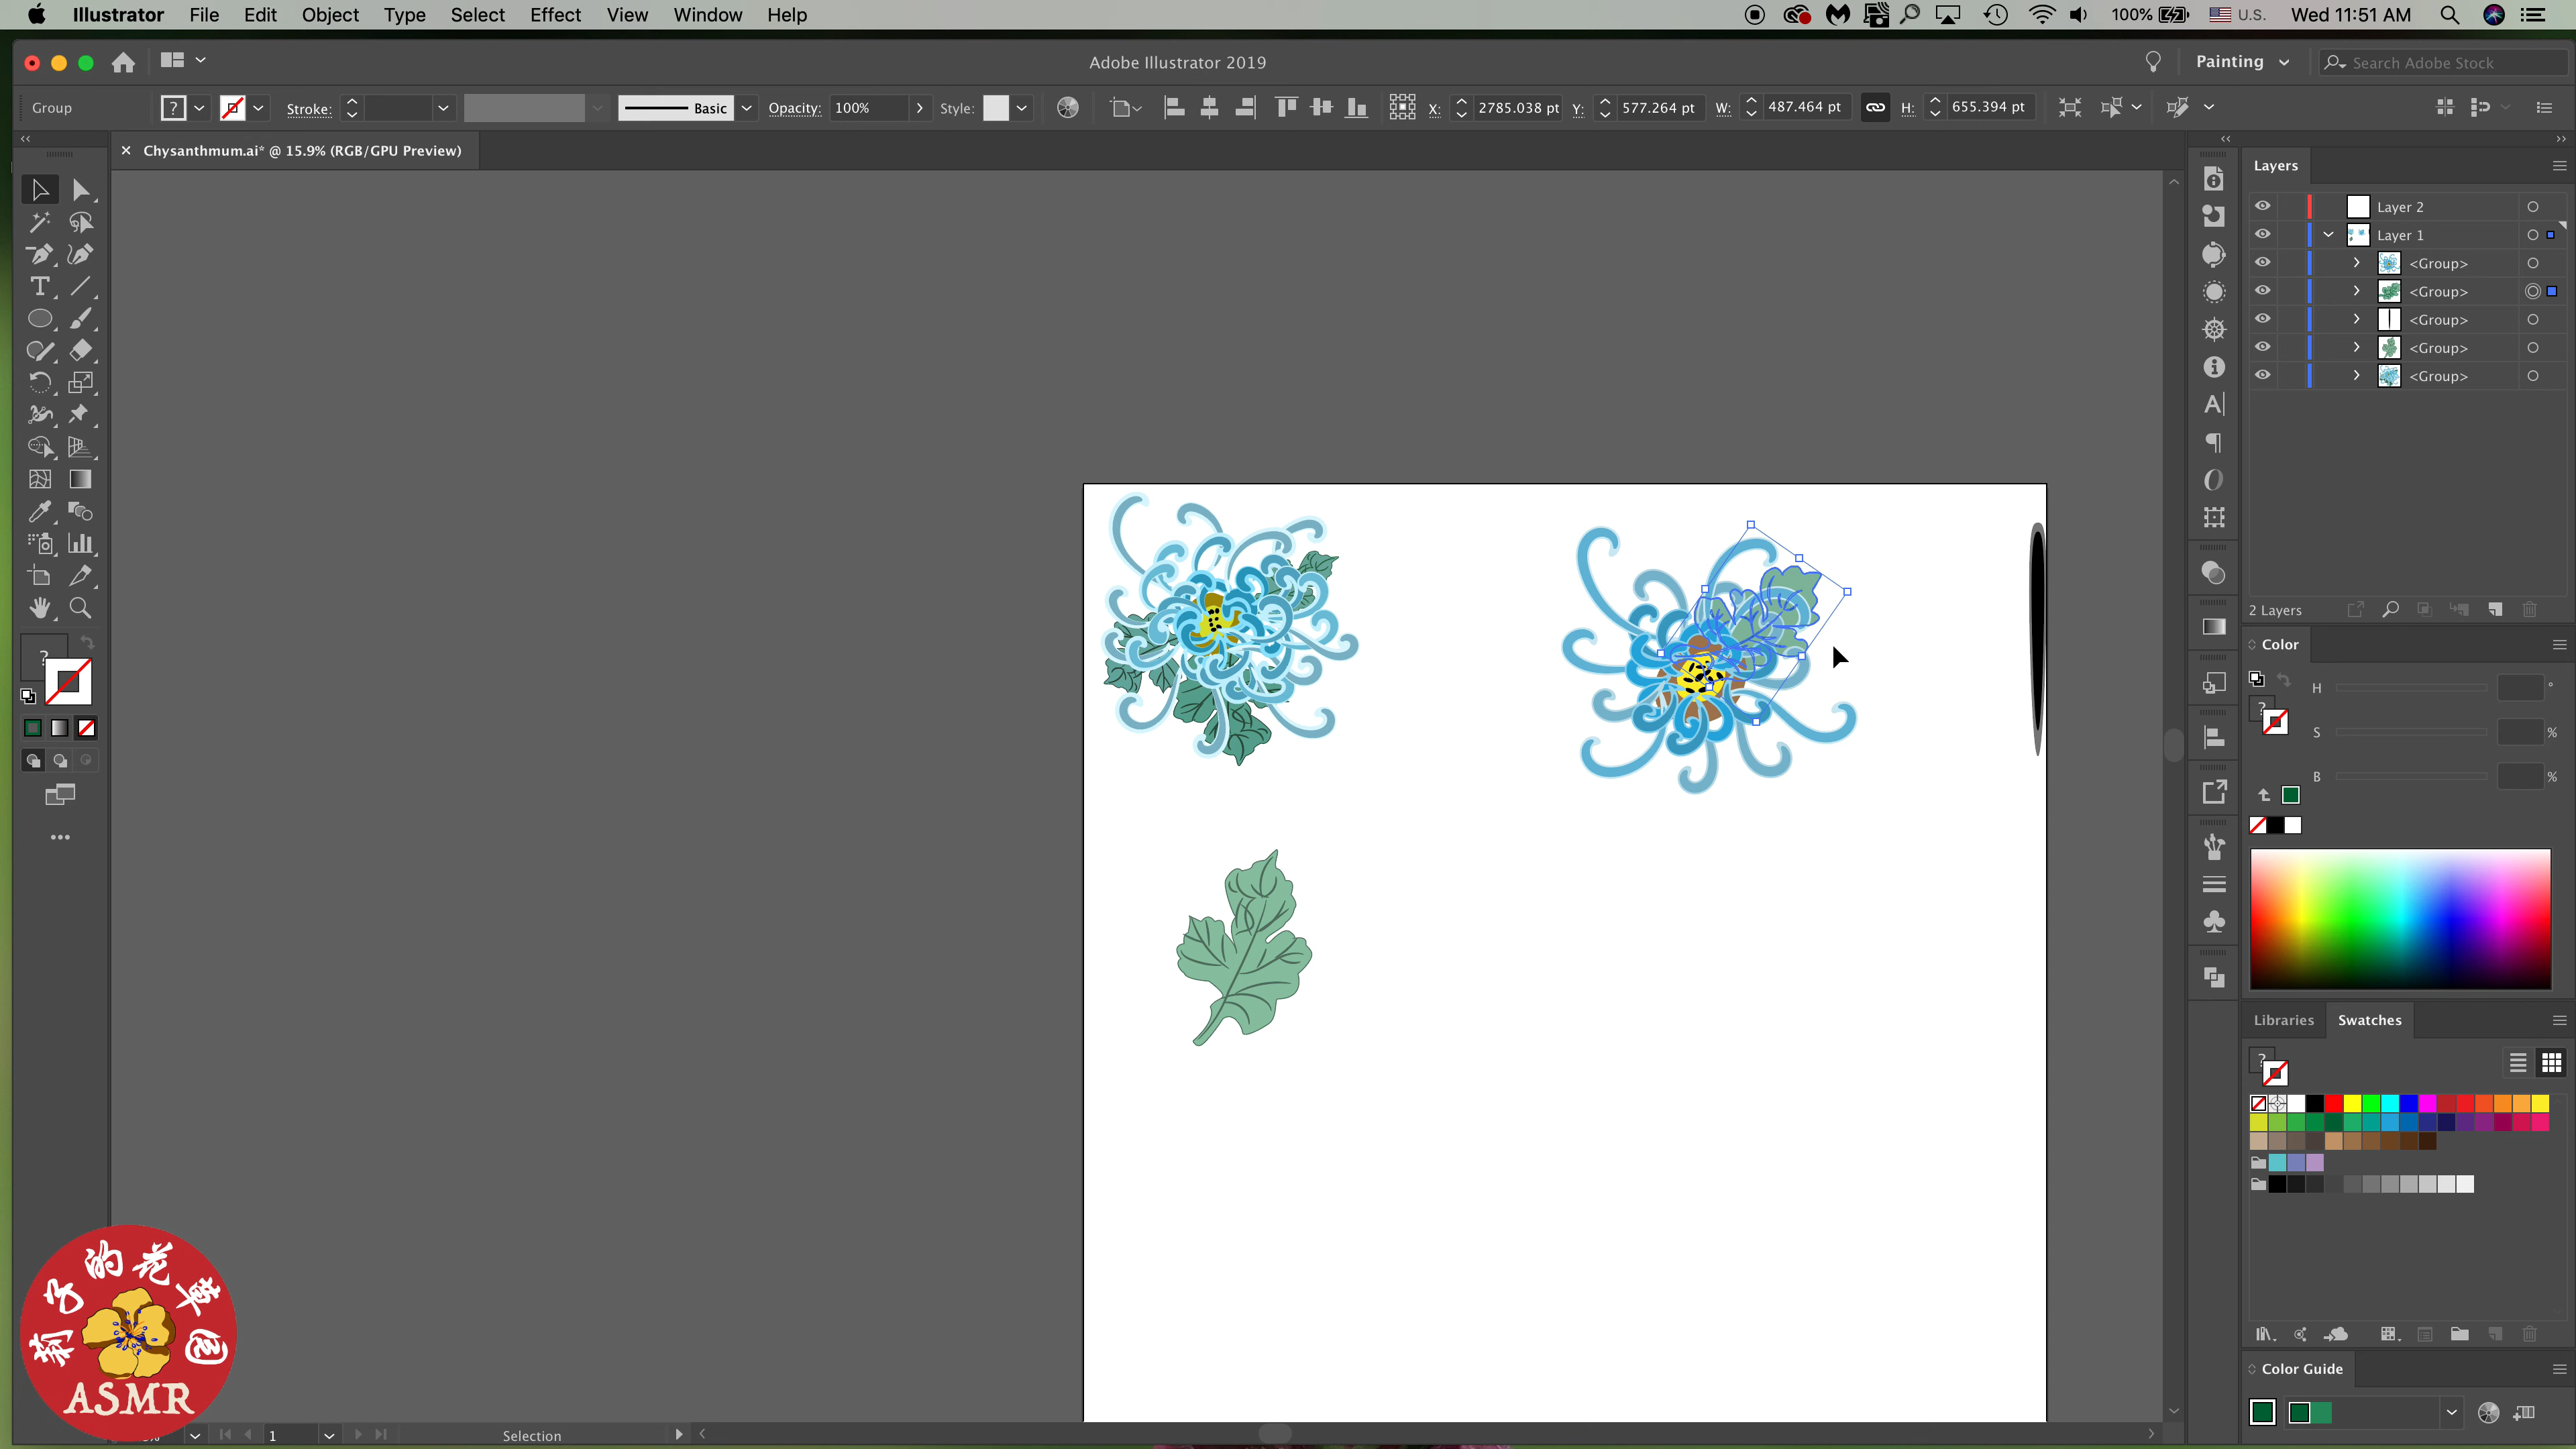 Illustrator File Edit Object Type Select Effect View Window Help 100% U.S. Wed 11:51 AM
Adobe Illustrator 2019 Painting Search Adobe Stock
Group ? Stroke: Basic Opacity: 100% Style: X: 2785.038 pt Y: 577.264 pt W: 487.464 pt H: 655.394 pt
× Chysanthmum.ai* @ 15.9% (RGB/GPU Preview)
Layers
Layer 2
Layer 1
<Group>
<Group>
<Group>
<Group>
<Group>
2 Layers
Color
H °
S %
B %
Libraries Swatches
Color Guide
的花
ASMR
1 Selection